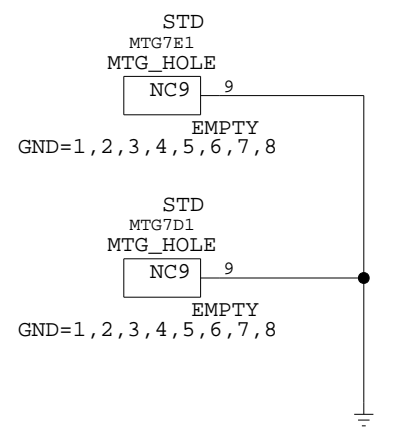 STD
MTG7E1
MTG_HOLE
NC9 9
EMPTY
GND=1,2,3,4,5,6,7,8
STD
MTG7D1
MTG_HOLE
NC9 9
EMPTY
GND=1,2,3,4,5,6,7,8